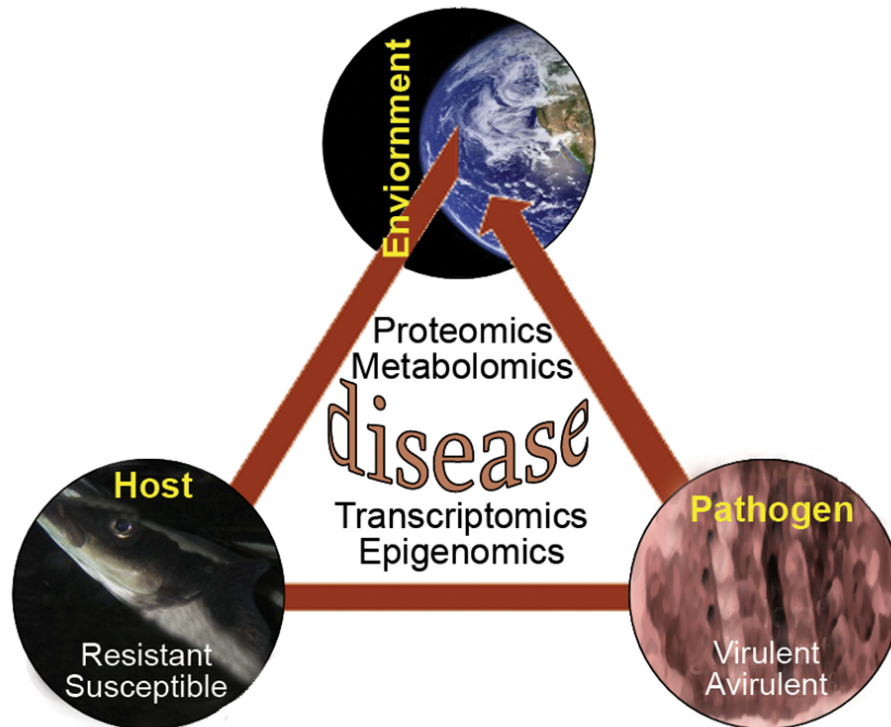 Enviornment
Proteomics
Metabolomics
disease
Transcriptomics
Epigenomics
Host
Resistant
Susceptible
Pathogen
Virulent
Avirulent